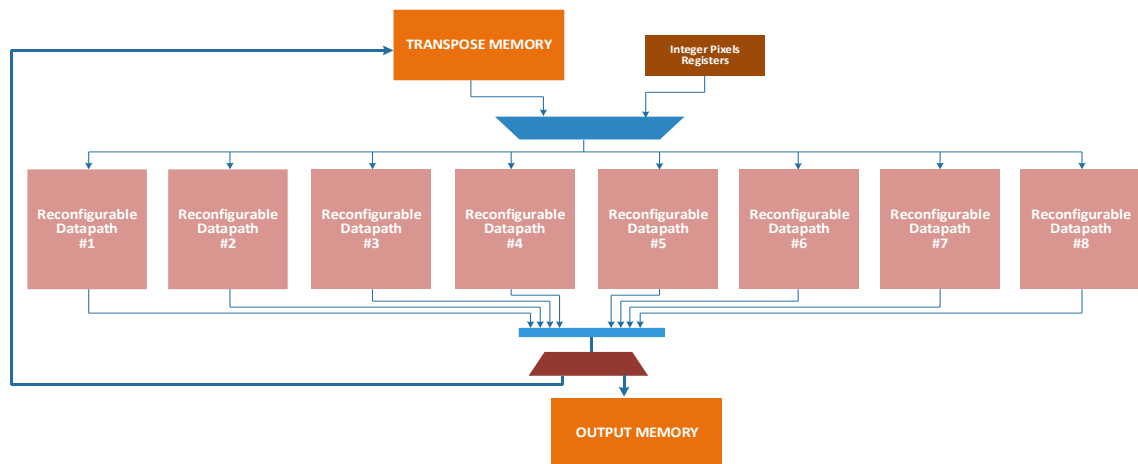 TRANSPOSE MEMORY
Integer Pixels
Registers
Reconfigurable
Datapath
#1
Reconfigurable
Datapath
#2
Reconfigurable
Datapath
#3
Reconfigurable
Datapath
#4
Reconfigurable
Datapath
#5
Reconfigurable
Datapath
#6
Reconfigurable
Datapath
#7
Reconfigurable
Datapath
#8
OUTPUT MEMORY